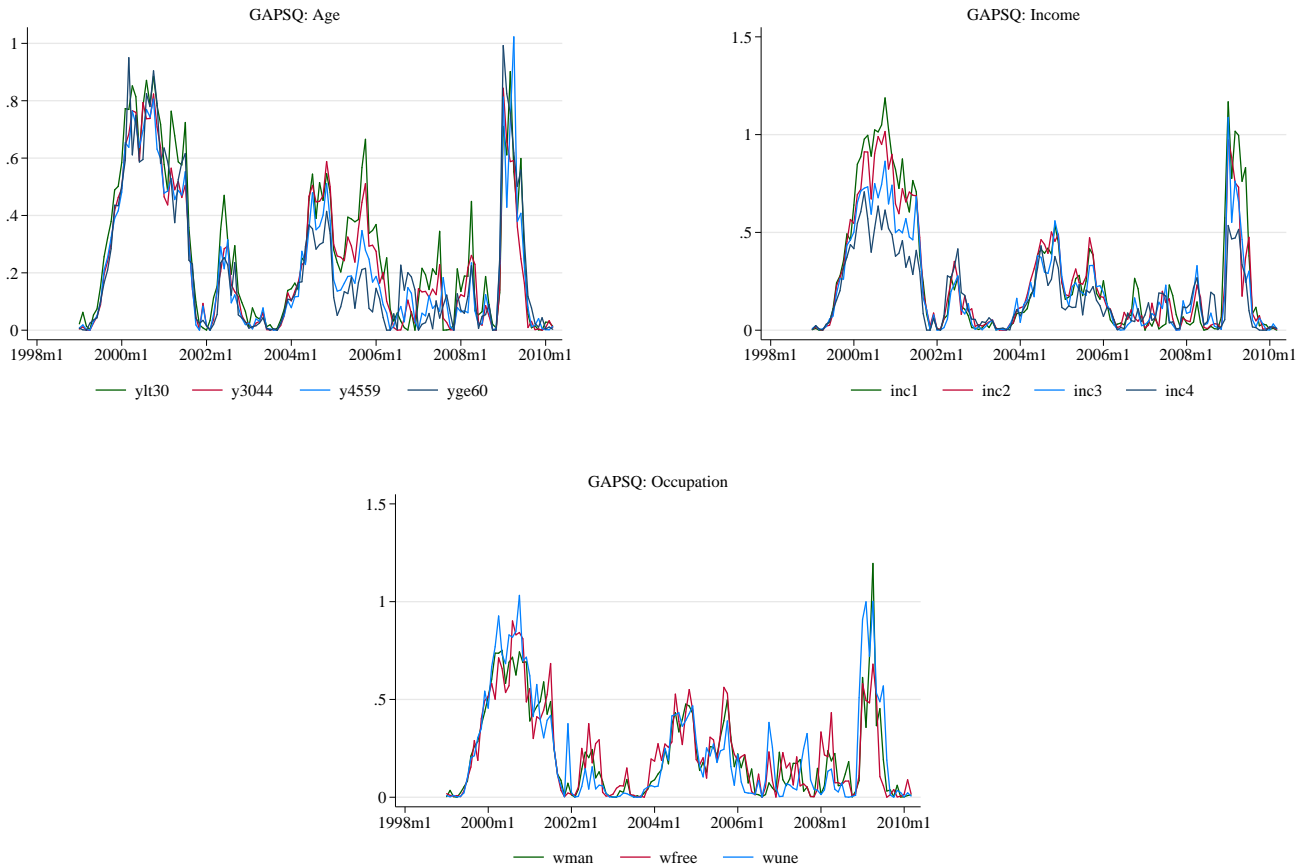 GAPSQ: Age
1
.8
.6
.4
.2
0
1998m1 2000m1 2002m1 2004m1 2006m1 2008m1 2010m1
ylt30 y3044 y4559 yge60
GAPSQ: Income
1.5
1
.5
0
1998m1 2000m1 2002m1 2004m1 2006m1 2008m1 2010m1
inc1 inc2 inc3 inc4
GAPSQ: Occupation
1.5
1
.5
0
1998m1 2000m1 2002m1 2004m1 2006m1 2008m1 2010m1
wman wfree wune